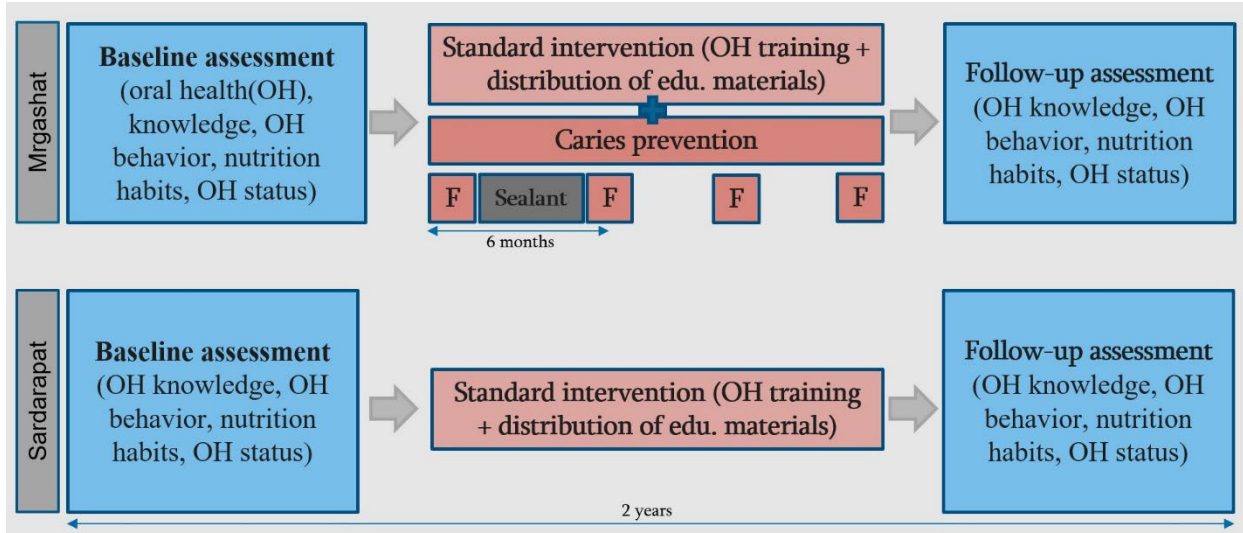 Mrgashat
Baseline assessment
(oral health(OH),
knowledge, OH
behavior, nutrition
habits, OH status)
Standard intervention (OH training +
distribution of edu. materials)
Caries prevention
F
Sealant
F
F
F
6 months
Follow-up assessment
(OH knowledge, OH
behavior, nutrition
habits, OH status)
Sardarapat
Baseline assessment
(OH knowledge, OH
behavior, nutrition
habits, OH status)
Standard intervention (OH training
+ distribution of edu. materials)
Follow-up assessment
(OH knowledge, OH
behavior, nutrition
habits, OH status)
2 years